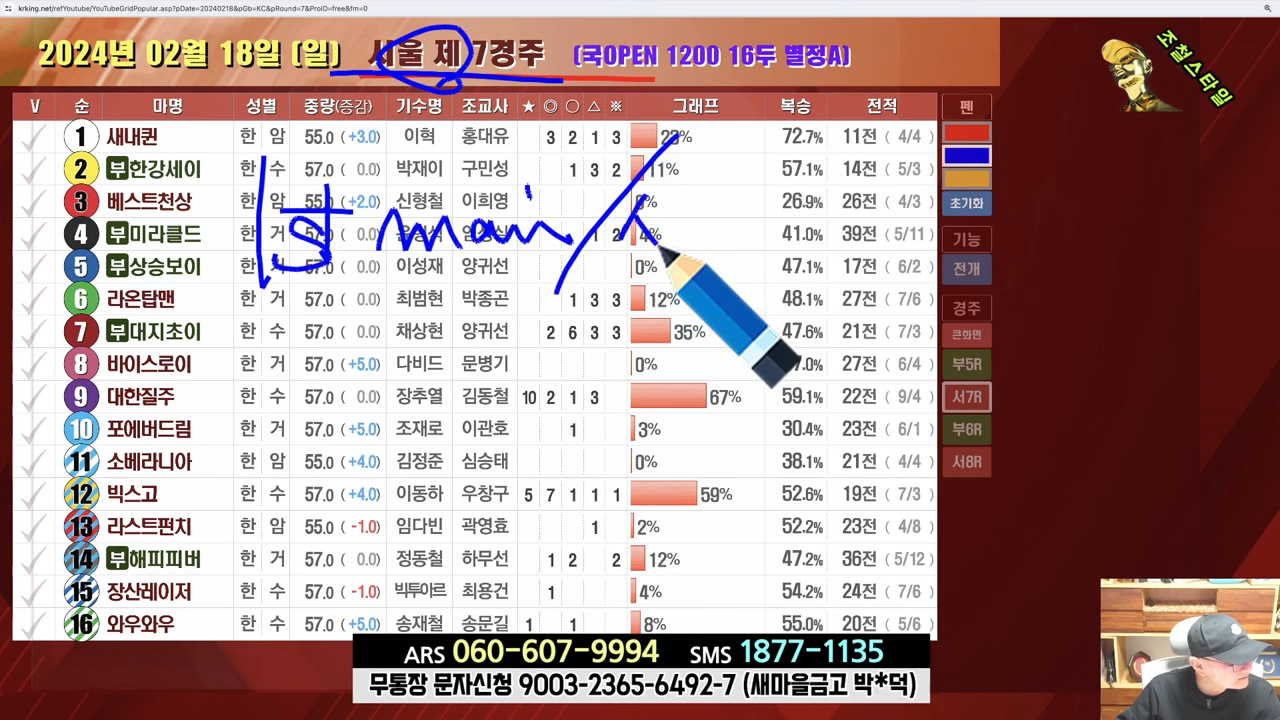 krking.net/refYoutube/YouTubeGridPopular.asp?pDate=20240218&pGb=KC&pRound=7&ProID=free&fm=0
2024년 02월 18일 (일) 서울 제 7경주 (국OPEN 1200 16두 별정A)
조철스타일
V 순 마명 성별 중량(증감) 기수명 조교사 ★ ◎ ○ △ ※ 그래프 복승 전적
1 새내퀸 한 암 55.0 (+3.0) 이혁 홍대유 3 2 1 3 72.7% 11전 (4/4)
2 부한강세이 한 수 57.0 (0.0) 박재이 구민성 1 3 2 11% 57.1% 14전 (5/3)
3 베스트천상 한 암 55.0 (+2.0) 신형철 이희영 0% 26.9% 26전 (4/3)
4 부미라클드 한 거 57.0 (0.0) 1 2 4% 41.0% 39전 (5/11)
5 부상승보이 한 거 57.0 (0.0) 이성재 양귀선 0% 47.1% 17전 (6/2)
6 라온탑맨 한 거 57.0 (0.0) 최범현 박종곤 1 3 3 12% 48.1% 27전 (7/6)
7 부대지초이 한 수 57.0 (0.0) 채상현 양귀선 2 6 3 3 35% 47.6% 21전 (7/3)
8 바이스로이 한 거 57.0 (+5.0) 다비드 문병기 0% 27전 (6/4)
9 대한질주 한 수 57.0 (0.0) 장추열 김동철 10 2 1 3 67% 59.1% 22전 (9/4)
10 포에버드림 한 수 57.0 (+5.0) 조재로 이관호 1 3% 30.4% 23전 (6/1)
11 소베라니아 한 암 55.0 (+4.0) 김정준 심승태 0% 38.1% 21전 (4/4)
12 빅스고 한 수 57.0 (+4.0) 이동하 우창구 5 7 1 1 1 59% 52.6% 19전 (7/3)
13 라스트펀치 한 암 55.0 (-1.0) 임다빈 곽영효 1 2% 52.2% 23전 (4/8)
14 부해피피버 한 거 57.0 (0.0) 정동철 하무선 1 2 2 12% 47.2% 36전 (5/12)
15 장산레이저 한 수 57.0 (-1.0) 빅투아르 최용건 1 4% 54.2% 24전 (7/6)
16 와우와우 한 수 57.0 (+5.0) 송재철 송문길 1 1 8% 55.0% 20전 (5/6)
펜
초기화
기능
전개
경주
큰화면
부5R
서7R
부6R
서8R
ARS 060-607-9994 SMS 1877-1135
무통장 문자신청 9003-2365-6492-7 (새마을금고 박*덕)